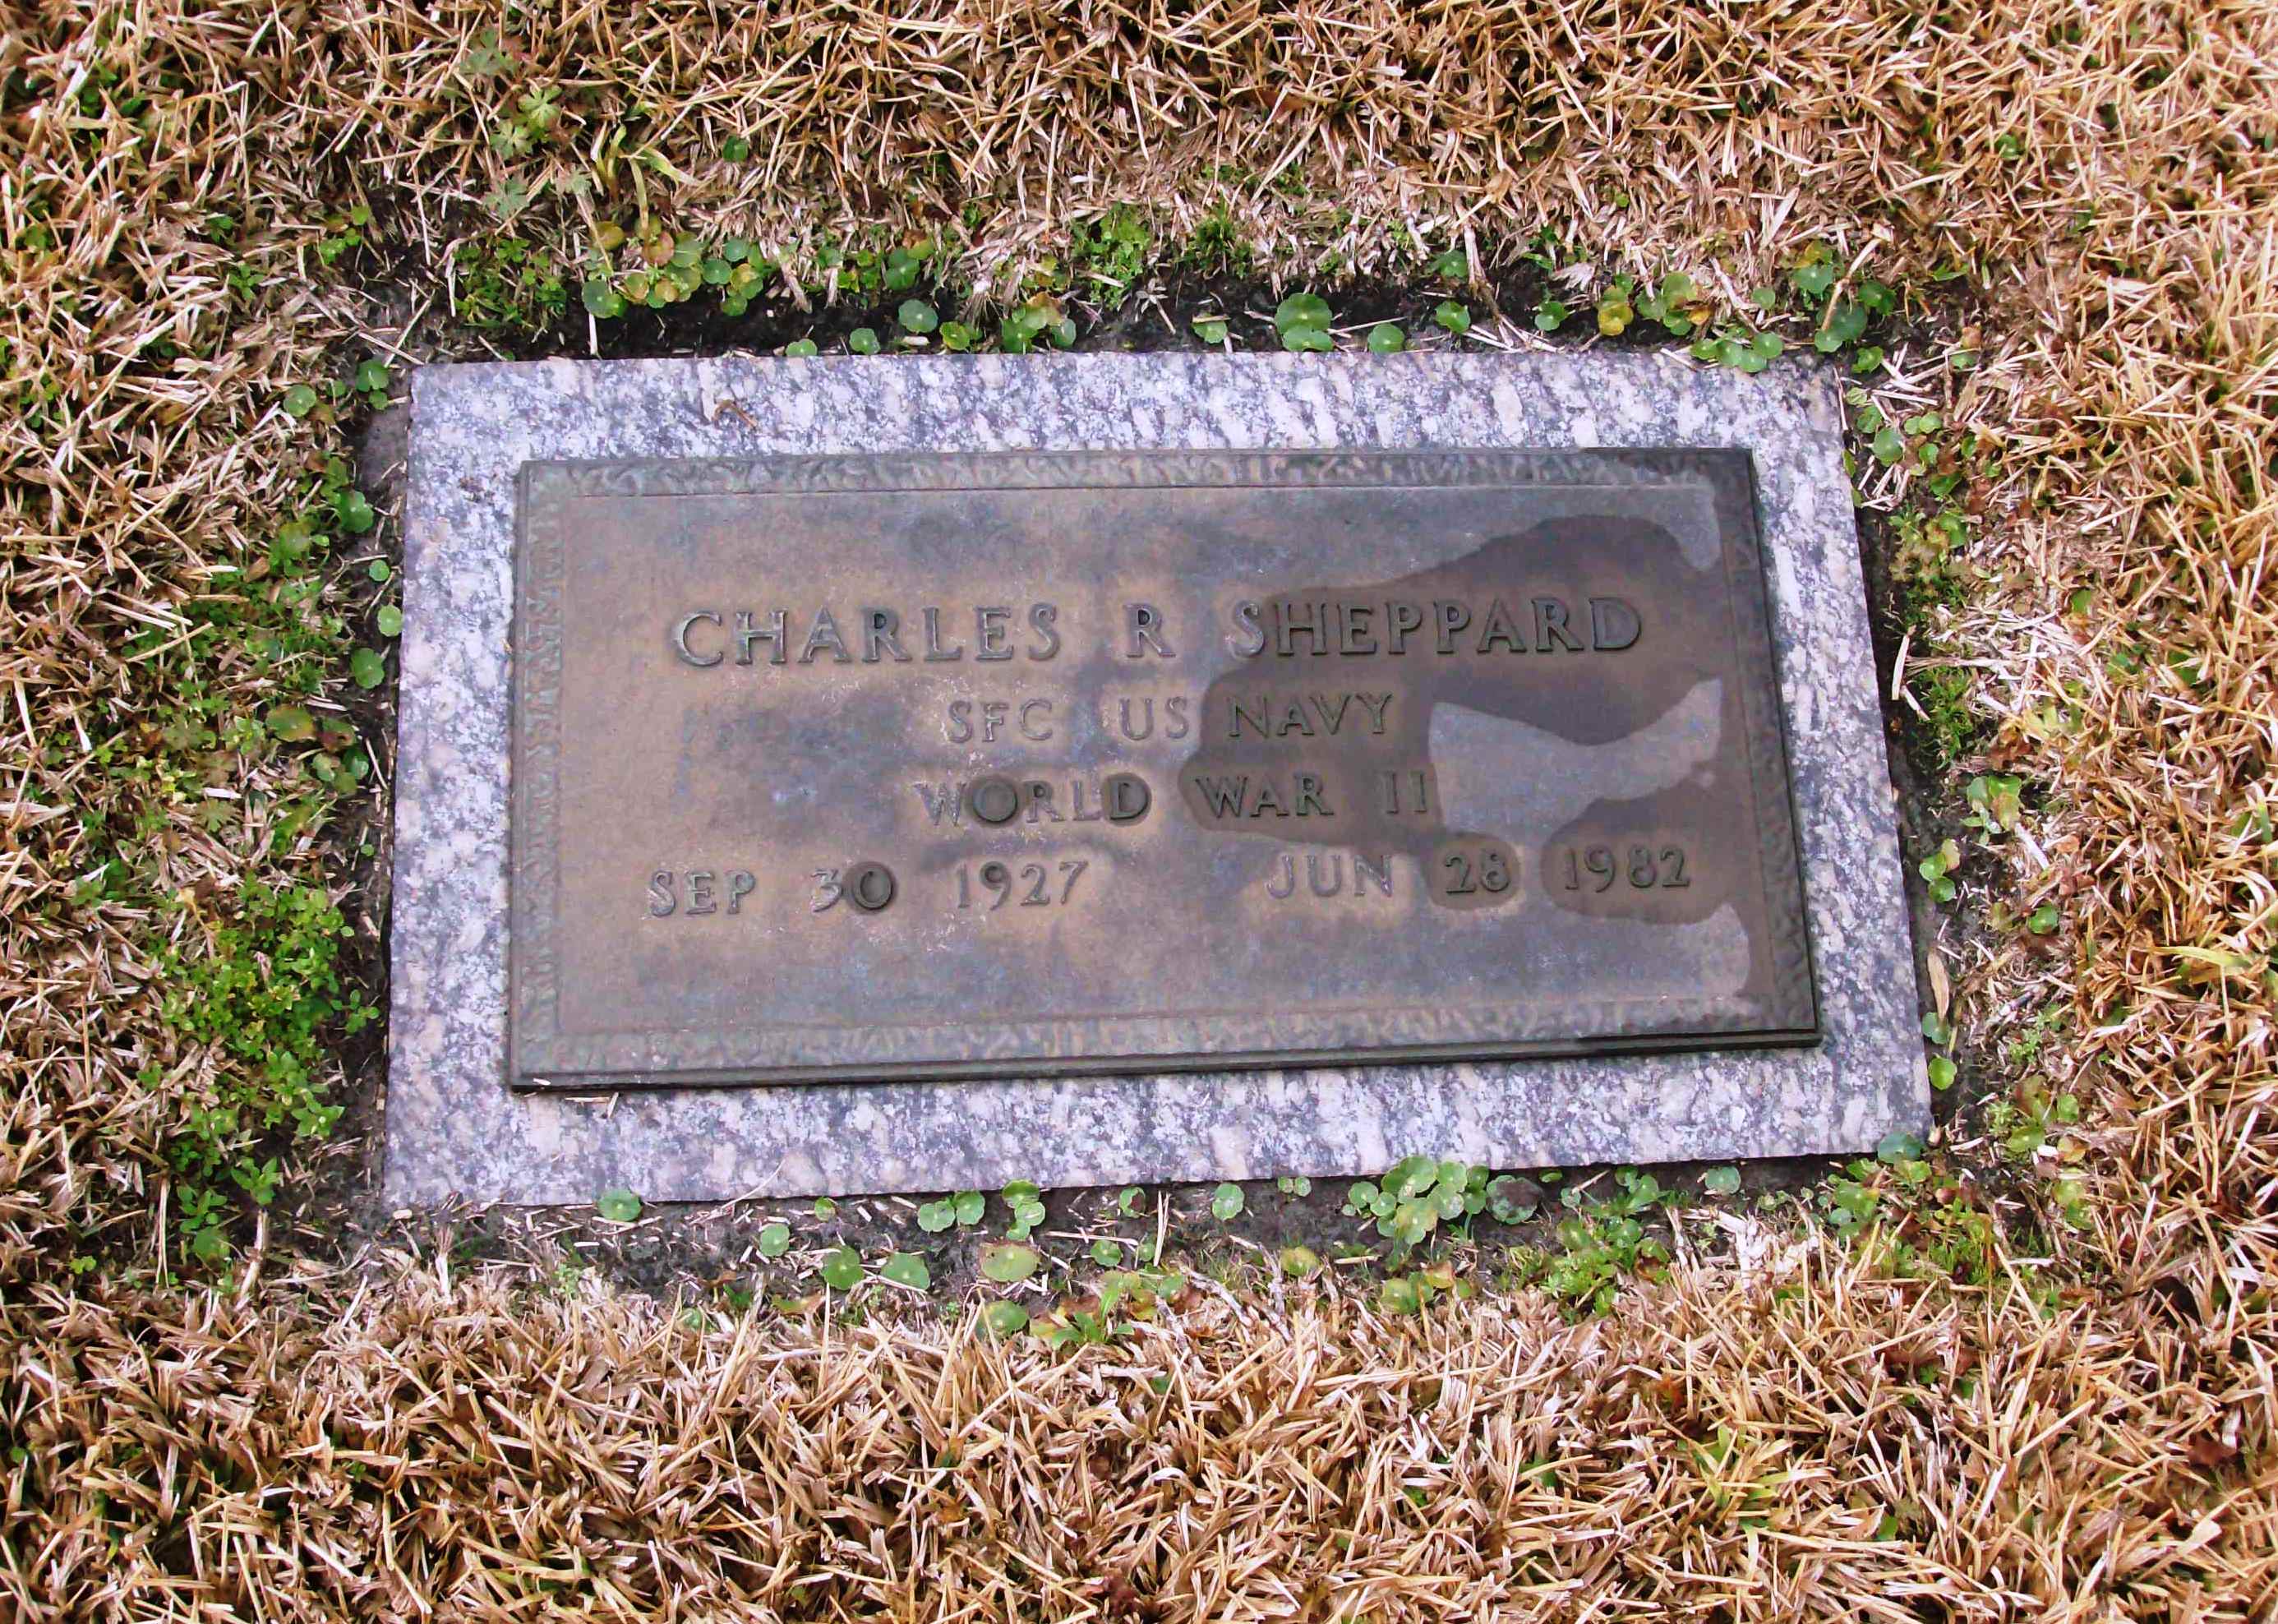 CHARLES R SHEPPARD
SFC US NAVY
WORLD WAR II
SEP 30 1927 JUN 28 1982